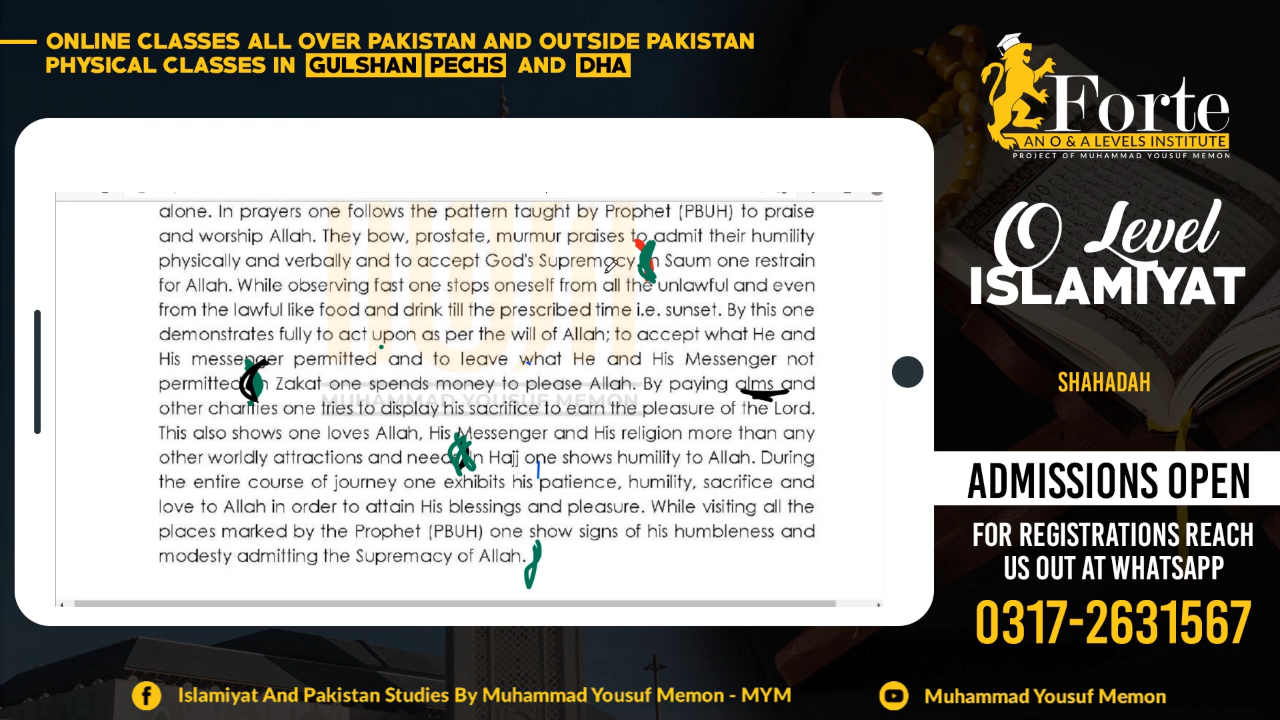 ONLINE CLASSES ALL OVER PAKISTAN AND OUTSIDE PAKISTAN
PHYSICAL CLASSES IN GULSHAN PECHS AND DHA
Forte
AN O & A LEVELS INSTITUTE
PROJECT OF MUHAMMAD YOUSUF MEMON
O Level
ISLAMIYAT
SHAHADAH
alone. In prayers one follows the pattern taught by Prophet (PBUH) to praise
and worship Allah. They bow, prostate, murmur praises to admit their humility
physically and verbally and to accept God's Supremacy. In Saum one restrain
for Allah. While observing fast one stops oneself from all the unlawful and even
from the lawful like food and drink till the prescribed time i.e. sunset. By this one
demonstrates fully to act upon as per the will of Allah; to accept what He and
His messenger permitted and to leave what He and His Messenger not
permitted. In Zakat one spends money to please Allah. By paying alms and
MUHAMMAD YOUSUF MEMON
other charities one tries to display his sacrifice to earn the pleasure of the Lord.
This also shows one loves Allah, His Messenger and His religion more than any
other worldly attractions and need. In Hajj one shows humility to Allah. During
the entire course of journey one exhibits his patience, humility, sacrifice and
love to Allah in order to attain His blessings and pleasure. While visiting all the
places marked by the Prophet (PBUH) one show signs of his humbleness and
modesty admitting the Supremacy of Allah.
ADMISSIONS OPEN
FOR REGISTRATIONS REACH
US OUT AT WHATSAPP
0317-2631567
Islamiyat And Pakistan Studies By Muhammad Yousuf Memon - MYM
Muhammad Yousuf Memon